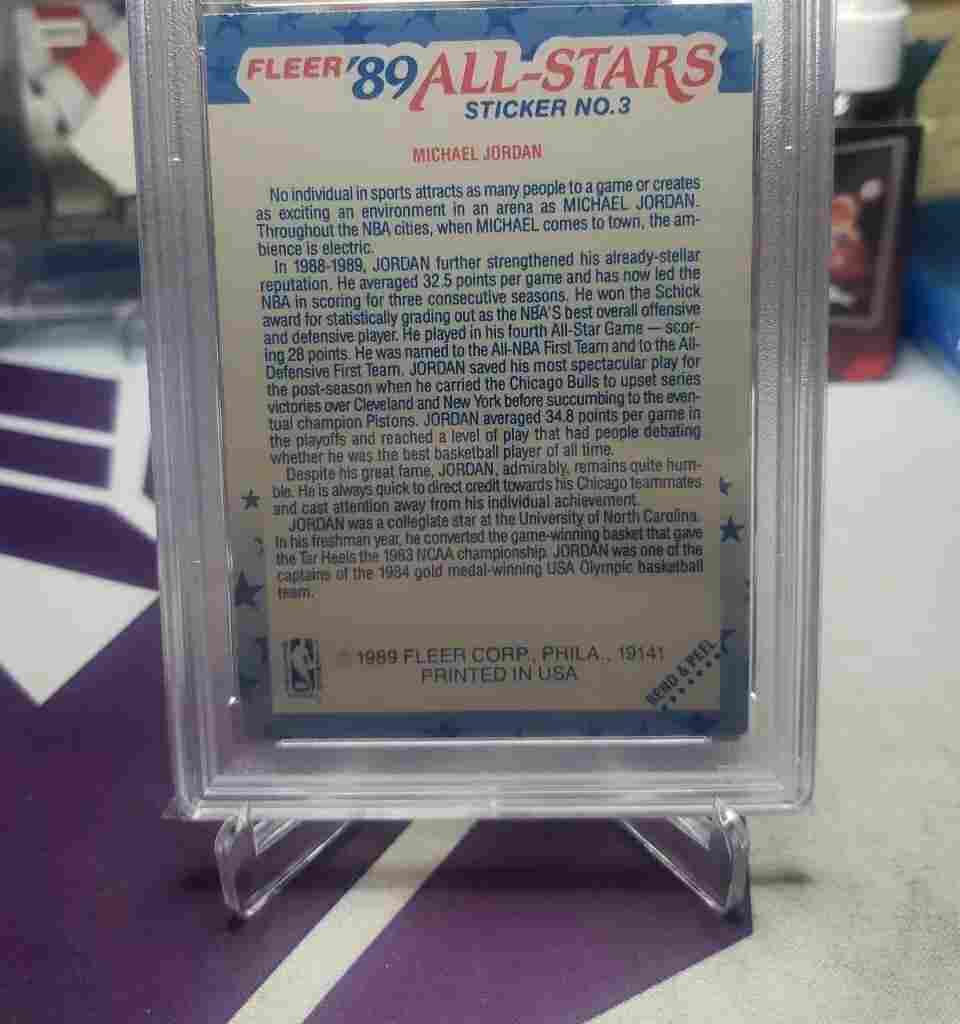 FLEER '89 ALL-STARS
STICKER NO.3
MICHAEL JORDAN
No individual in sports attracts as many people to a game or creates
as exciting an environment in an arena as MICHAEL JORDAN.
Throughout the NBA cities, when MICHAEL comes to town, the am-
bience is electric.
In 1988-1989, JORDAN further strengthened his already-stellar
reputation. He averaged 32.5 points per game and has now led the
NBA in scoring for three consecutive seasons. He won the Schick
award for statistically grading out as the NBA'S best overall offensive
and defensive player. He played in his fourth All-Star Game — scor-
ing 28 points. He was named to the All-NBA First Team and to the All-
Defensive First Team. JORDAN saved his most spectacular play for
the post-season when he carried the Chicago Bulls to upset series
victories over Cleveland and New York before succumbing to the even-
tual champion Pistons. JORDAN averaged 34.8 points per game in
the playoffs and reached a level of play that had people debating
whether he was the best basketball player of all time.
Despite his great fame, JORDAN, admirably, remains quite hum-
ble. He is always quick to direct credit towards his Chicago teammates
and cast attention away from his individual achievement.
JORDAN was a collegiate star at the University of North Carolina.
In his freshman year, he converted the game-winning basket that gave
the Tar Heels the 1983 NCAA championship. JORDAN was one of the
captains of the 1984 gold medal-winning USA Olympic basketball
team.
© 1989 FLEER CORP., PHILA., 19141
PRINTED IN USA
BEND & PEEL